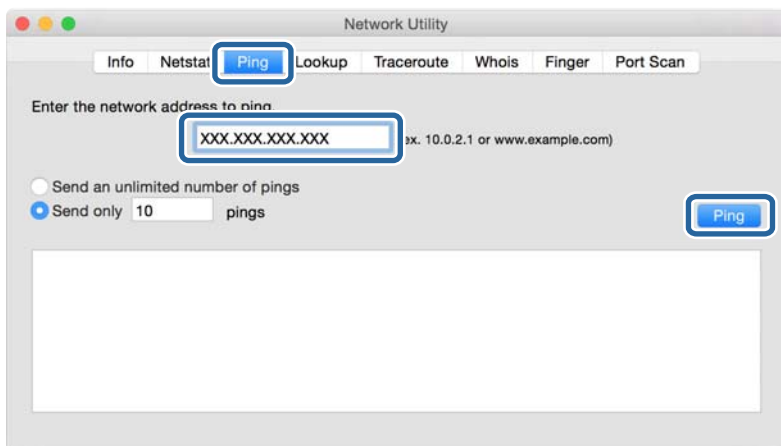 Network Utility
Info Netstat Ping Lookup Traceroute Whois Finger Port Scan
Enter the network address to ping.
XXX.XXX.XXX.XXX ex. 10.0.2.1 or www.example.com)
Send an unlimited number of pings
Send only 10 pings
Ping